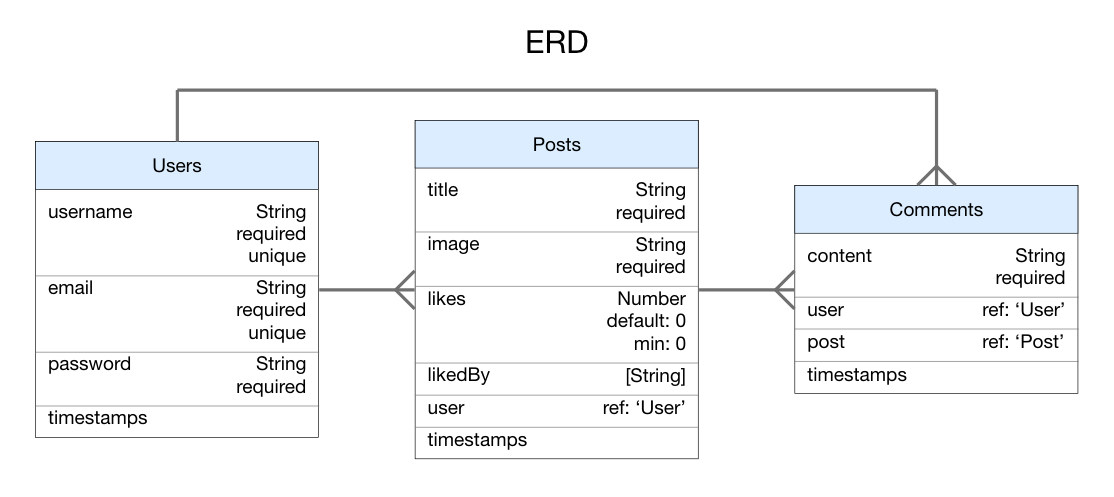 ERD
Users
username String
required
unique
email String
required
unique
password String
required
timestamps
Posts
title String
required
image String
required
likes Number
default: 0
min: 0
likedBy [String]
user ref: ‘User’
timestamps
Comments
content String
required
user ref: ‘User’
post ref: ‘Post’
timestamps